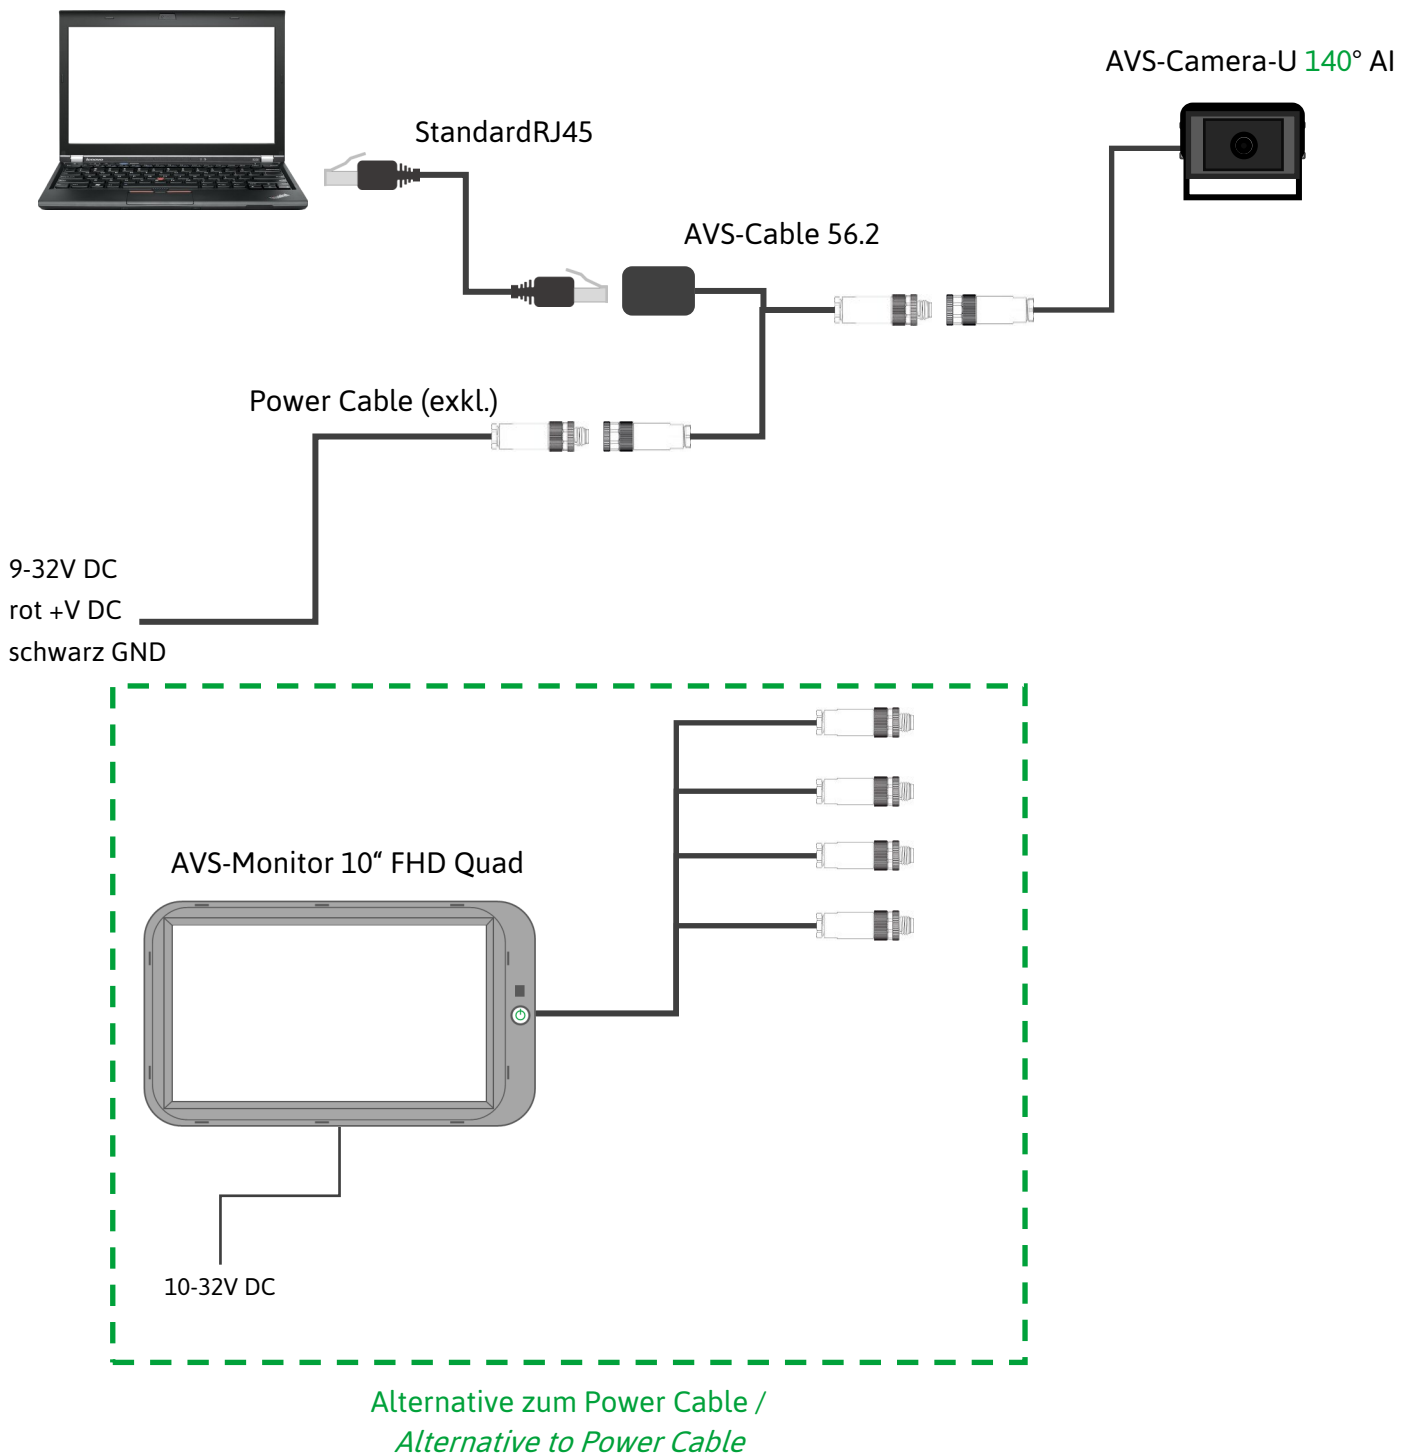 AVS-Camera-U 140° AI
StandardRJ45
AVS-Cable 56.2
Power Cable (exkl.)
9-32V DC
rot +V DC
schwarz GND
AVS-Monitor 10“ FHD Quad
10-32V DC
Alternative zum Power Cable /
Alternative to Power Cable